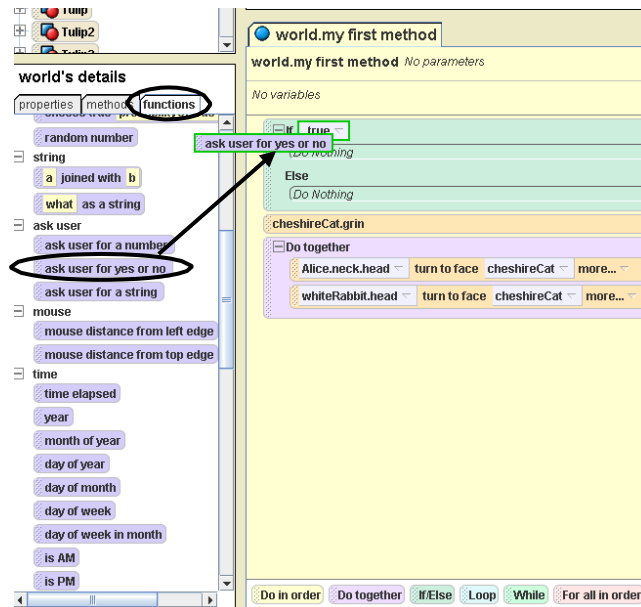 Tulip
Tulip2
world's details
properties
methods
functions
random number
string
a joined with b
what as a string
ask user
ask user for a number
ask user for yes or no
ask user for a string
mouse
mouse distance from left edge
mouse distance from top edge
time
time elapsed
year
month of year
day of year
day of month
day of week
day of week in month
is AM
is PM
world.my first method
world.my first method No parameters
No variables
If true
ask user for yes or no
(Do Nothing
Else
(Do Nothing
cheshireCat.grin
Do together
Alice.neck.head turn to face cheshireCat more...
whiteRabbit.head turn to face cheshireCat more...
Do in order Do together If/Else Loop While For all in order